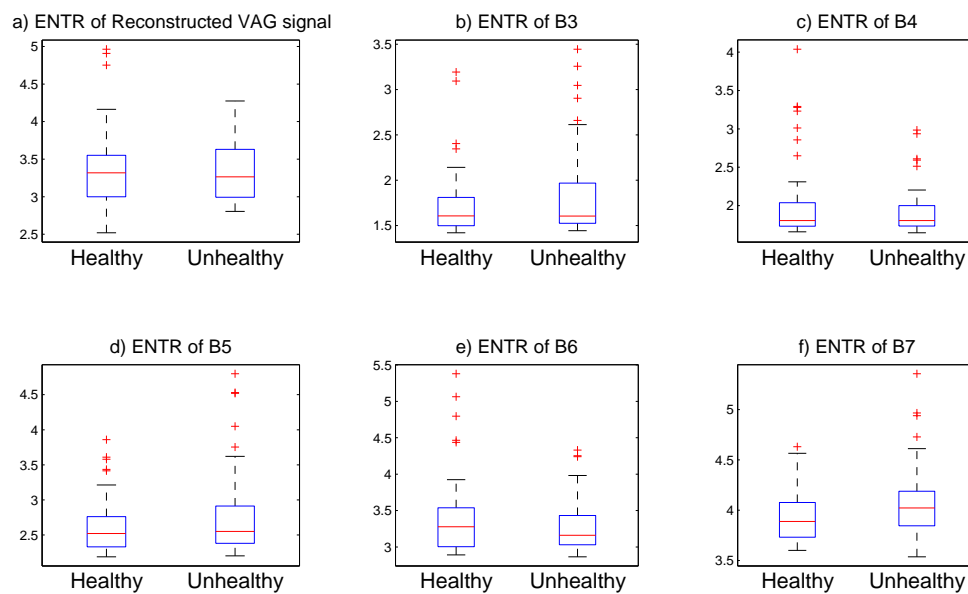 a) ENTR of Reconstructed VAG signal
5
4.5
4
3.5
3
2.5
Healthy Unhealthy
b) ENTR of B3
3.5
3
2.5
2
1.5
Healthy Unhealthy
c) ENTR of B4
4
3.5
3
2.5
2
Healthy Unhealthy
d) ENTR of B5
4.5
4
3.5
3
2.5
Healthy Unhealthy
e) ENTR of B6
5.5
5
4.5
4
3.5
3
Healthy Unhealthy
f) ENTR of B7
5
4.5
4
3.5
Healthy Unhealthy